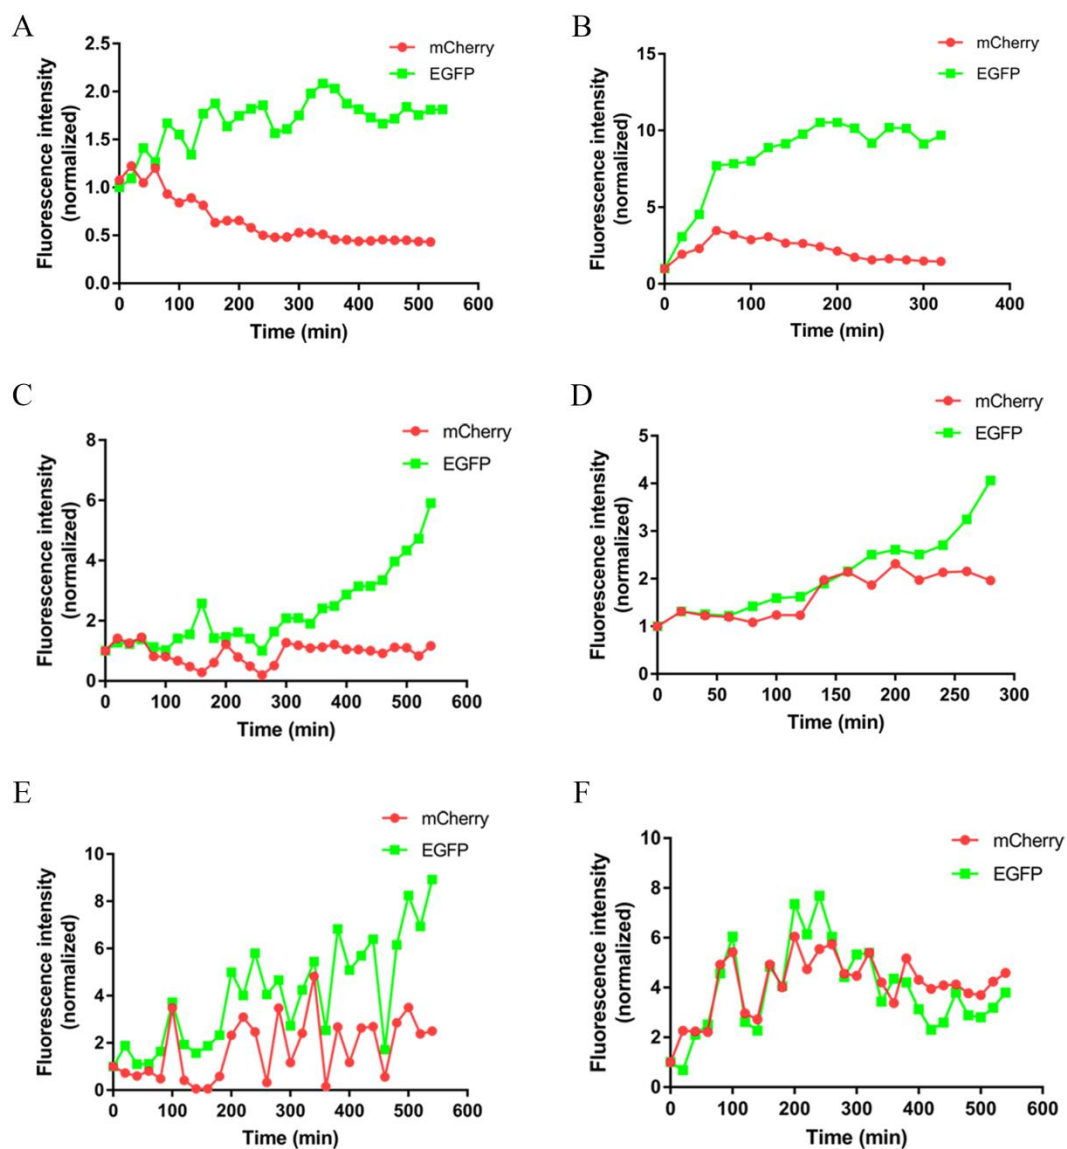 A
mCherry
EGFP
2.5
2.0
1.5
1.0
0.5
0.0
Fluorescence intensity
(normalized)
0 100 200 300 400 500 600
Time (min)
B
mCherry
EGFP
15
10
5
0
Fluorescence intensity
(normalized)
0 100 200 300 400
Time (min)
C
mCherry
EGFP
8
6
4
2
0
Fluorescence intensity
(normalized)
0 100 200 300 400 500 600
Time (min)
D
mCherry
EGFP
5
4
3
2
1
0
Fluorescence intensity
(normalized)
0 50 100 150 200 250 300
Time (min)
E
mCherry
EGFP
10
8
6
4
2
0
Fluorescence intensity
(normalized)
0 100 200 300 400 500 600
Time (min)
F
mCherry
EGFP
10
8
6
4
2
0
Fluorescence intensity
(normalized)
0 100 200 300 400 500 600
Time (min)